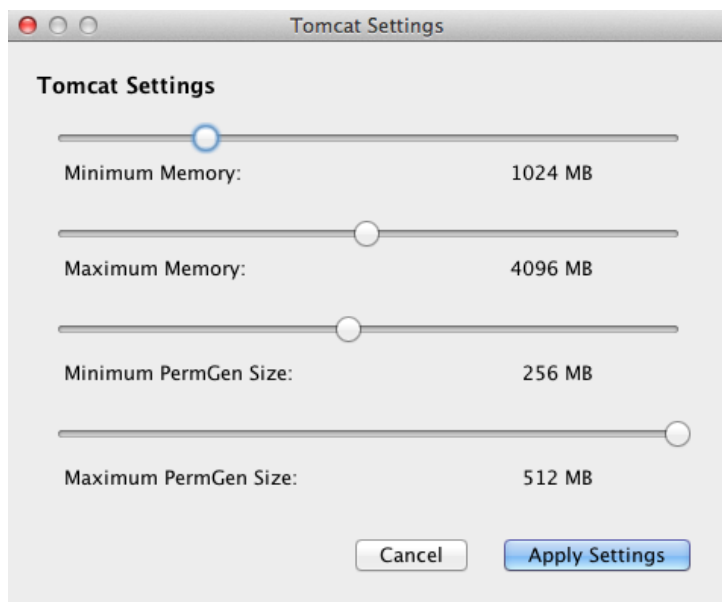 Tomcat Settings
Tomcat Settings
Minimum Memory: 1024 MB
Maximum Memory: 4096 MB
Minimum PermGen Size: 256 MB
Maximum PermGen Size: 512 MB
Cancel Apply Settings